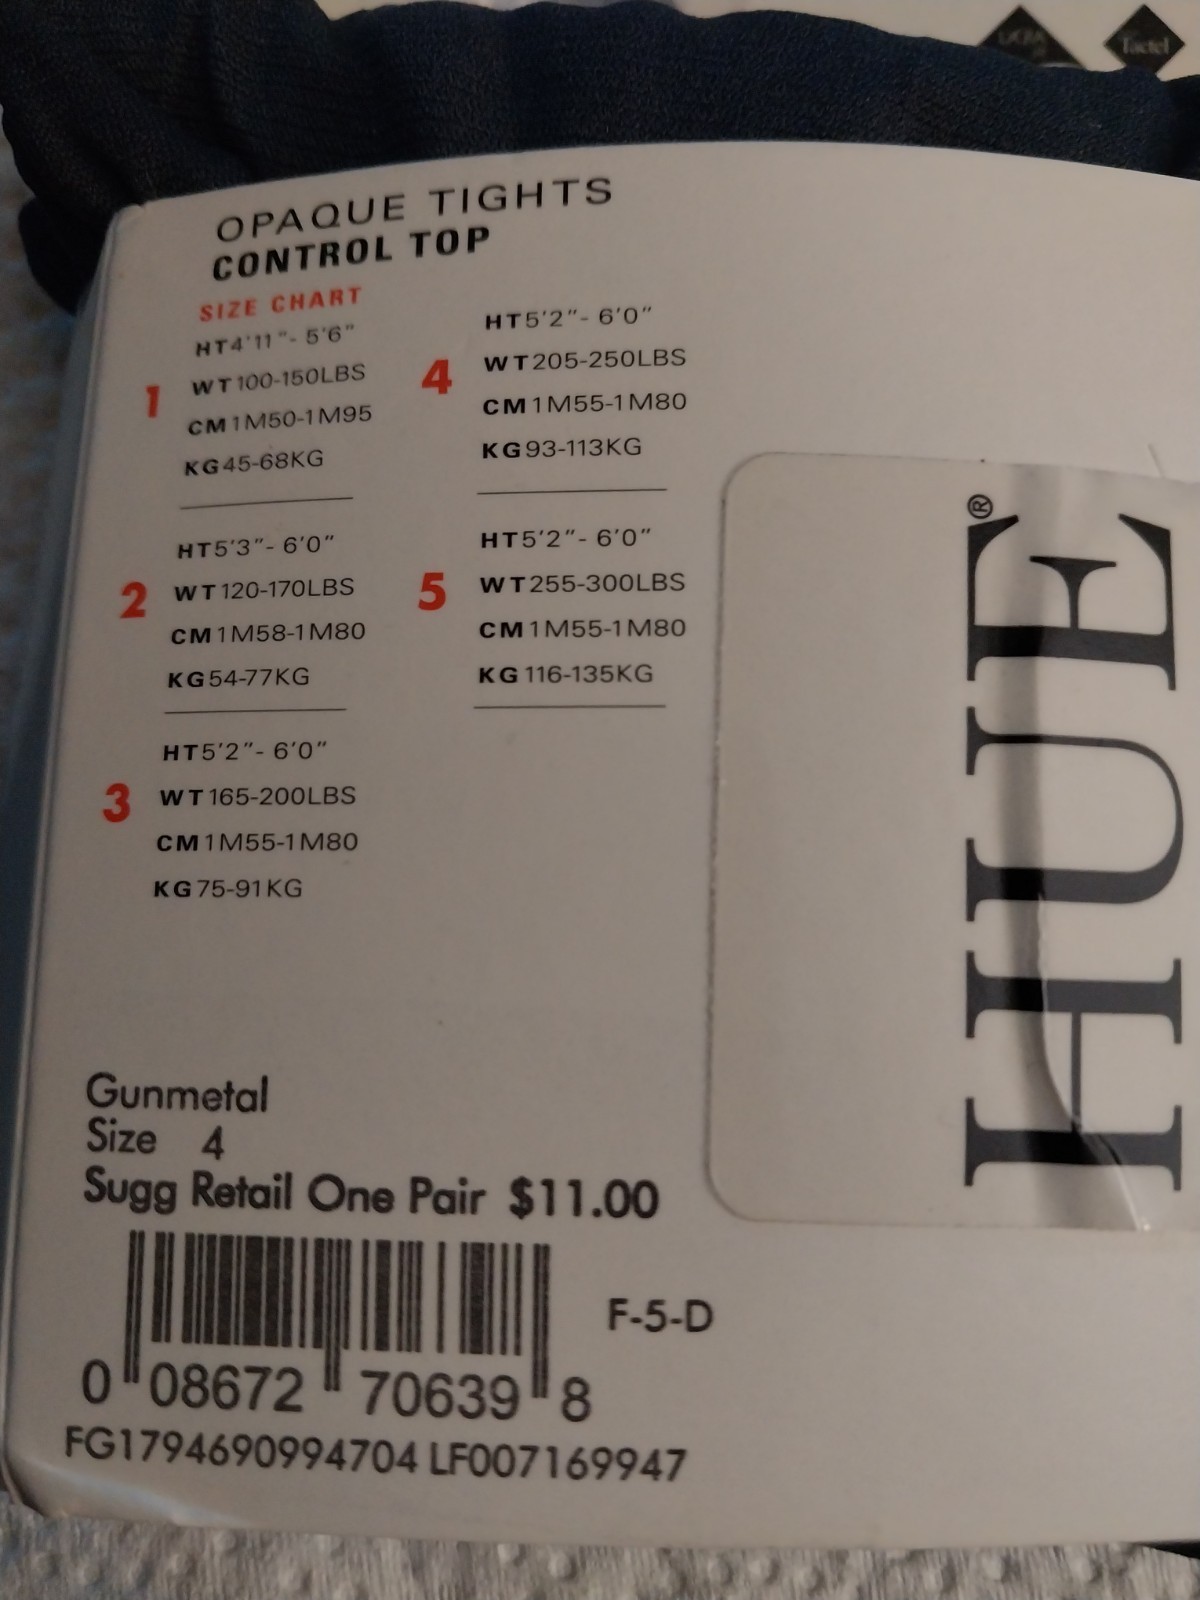 Tactel
OPAQUE TIGHTS
CONTROL TOP
SIZE CHART
1
HT4'11"- 5'6"
WT100-150LBS
CM1M50-1M95
KG45-68KG
2
HT5'3"- 6'0"
WT120-170LBS
CM1M58-1M80
KG54-77KG
3
HT5'2"- 6'0"
WT165-200LBS
CM1M55-1M80
KG75-91KG
4
HT5'2"- 6'0"
WT205-250LBS
CM1M55-1M80
KG93-113KG
5
HT5'2"- 6'0"
WT255-300LBS
CM1M55-1M80
KG116-135KG
HUE®
Gunmetal
Size 4
Sugg Retail One Pair $11.00
F-5-D
0 08672 70639 8
FG1794690994704 LF007169947